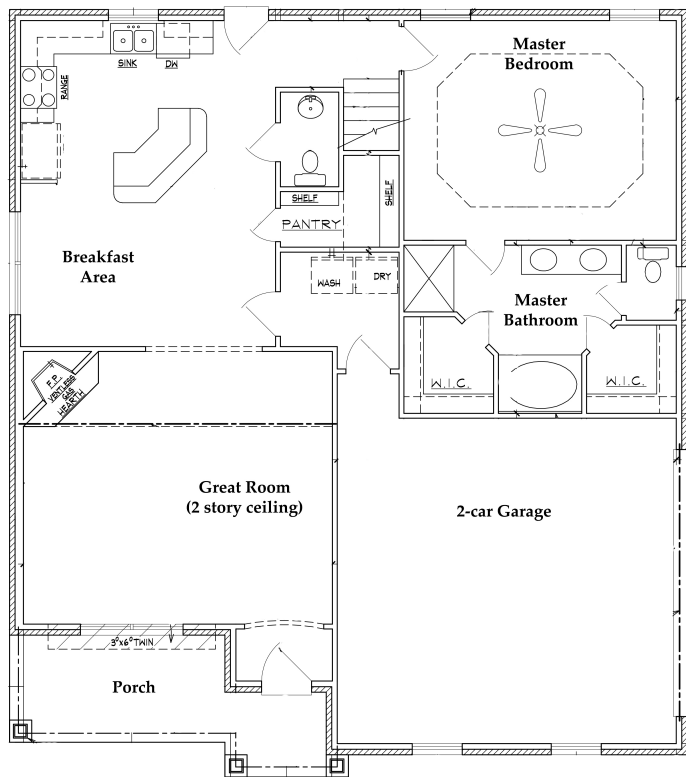 Master
Bedroom
SINK
DW
RANGE
SHELF
SHELF
PANTRY
Breakfast
Area
WASH
DRY
Master
Bathroom
F.P.
VENTLESS
GAS
HEARTH
W.I.C.
W.I.C.
Great Room
(2 story ceiling)
2-car Garage
3⁰x6⁰ TWIN
Porch